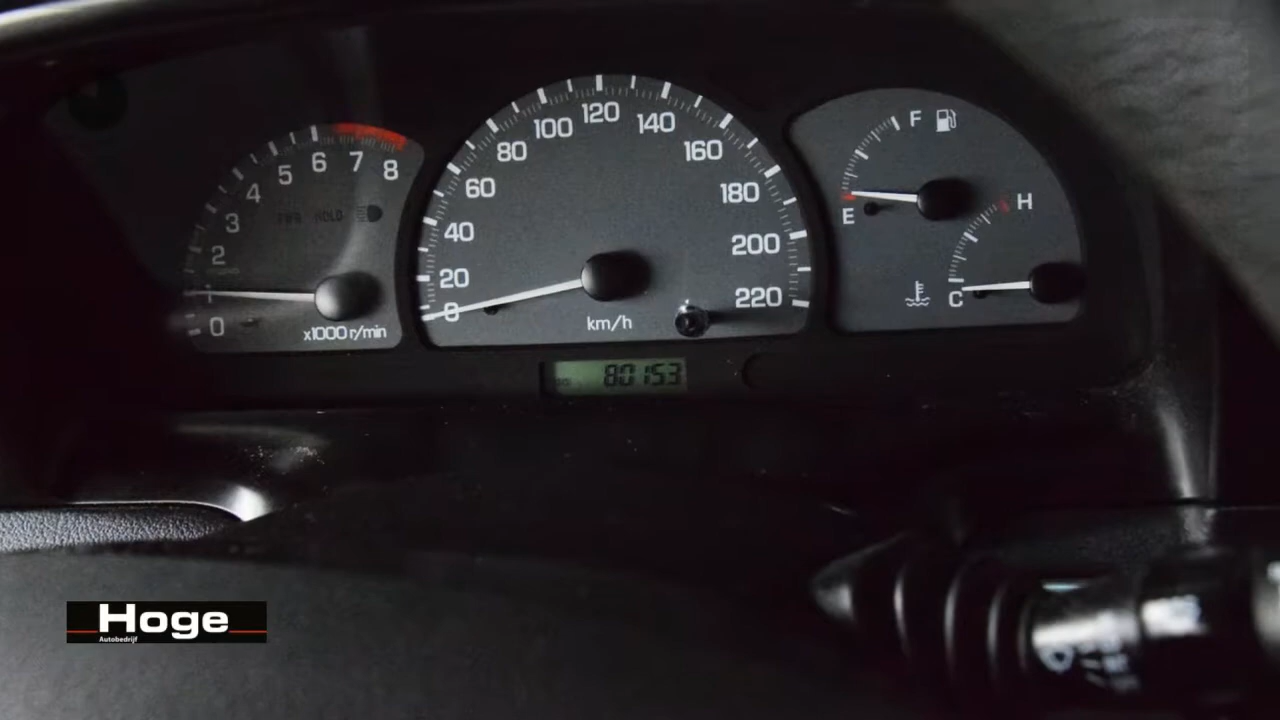 0 1 2 3 4 5 6 7 8
HOLD
x1000 r/min
0 20 40 60 80 100 120 140 160 180 200 220
km/h
80153
F
E
H
C
Hoge
Autobedrijf